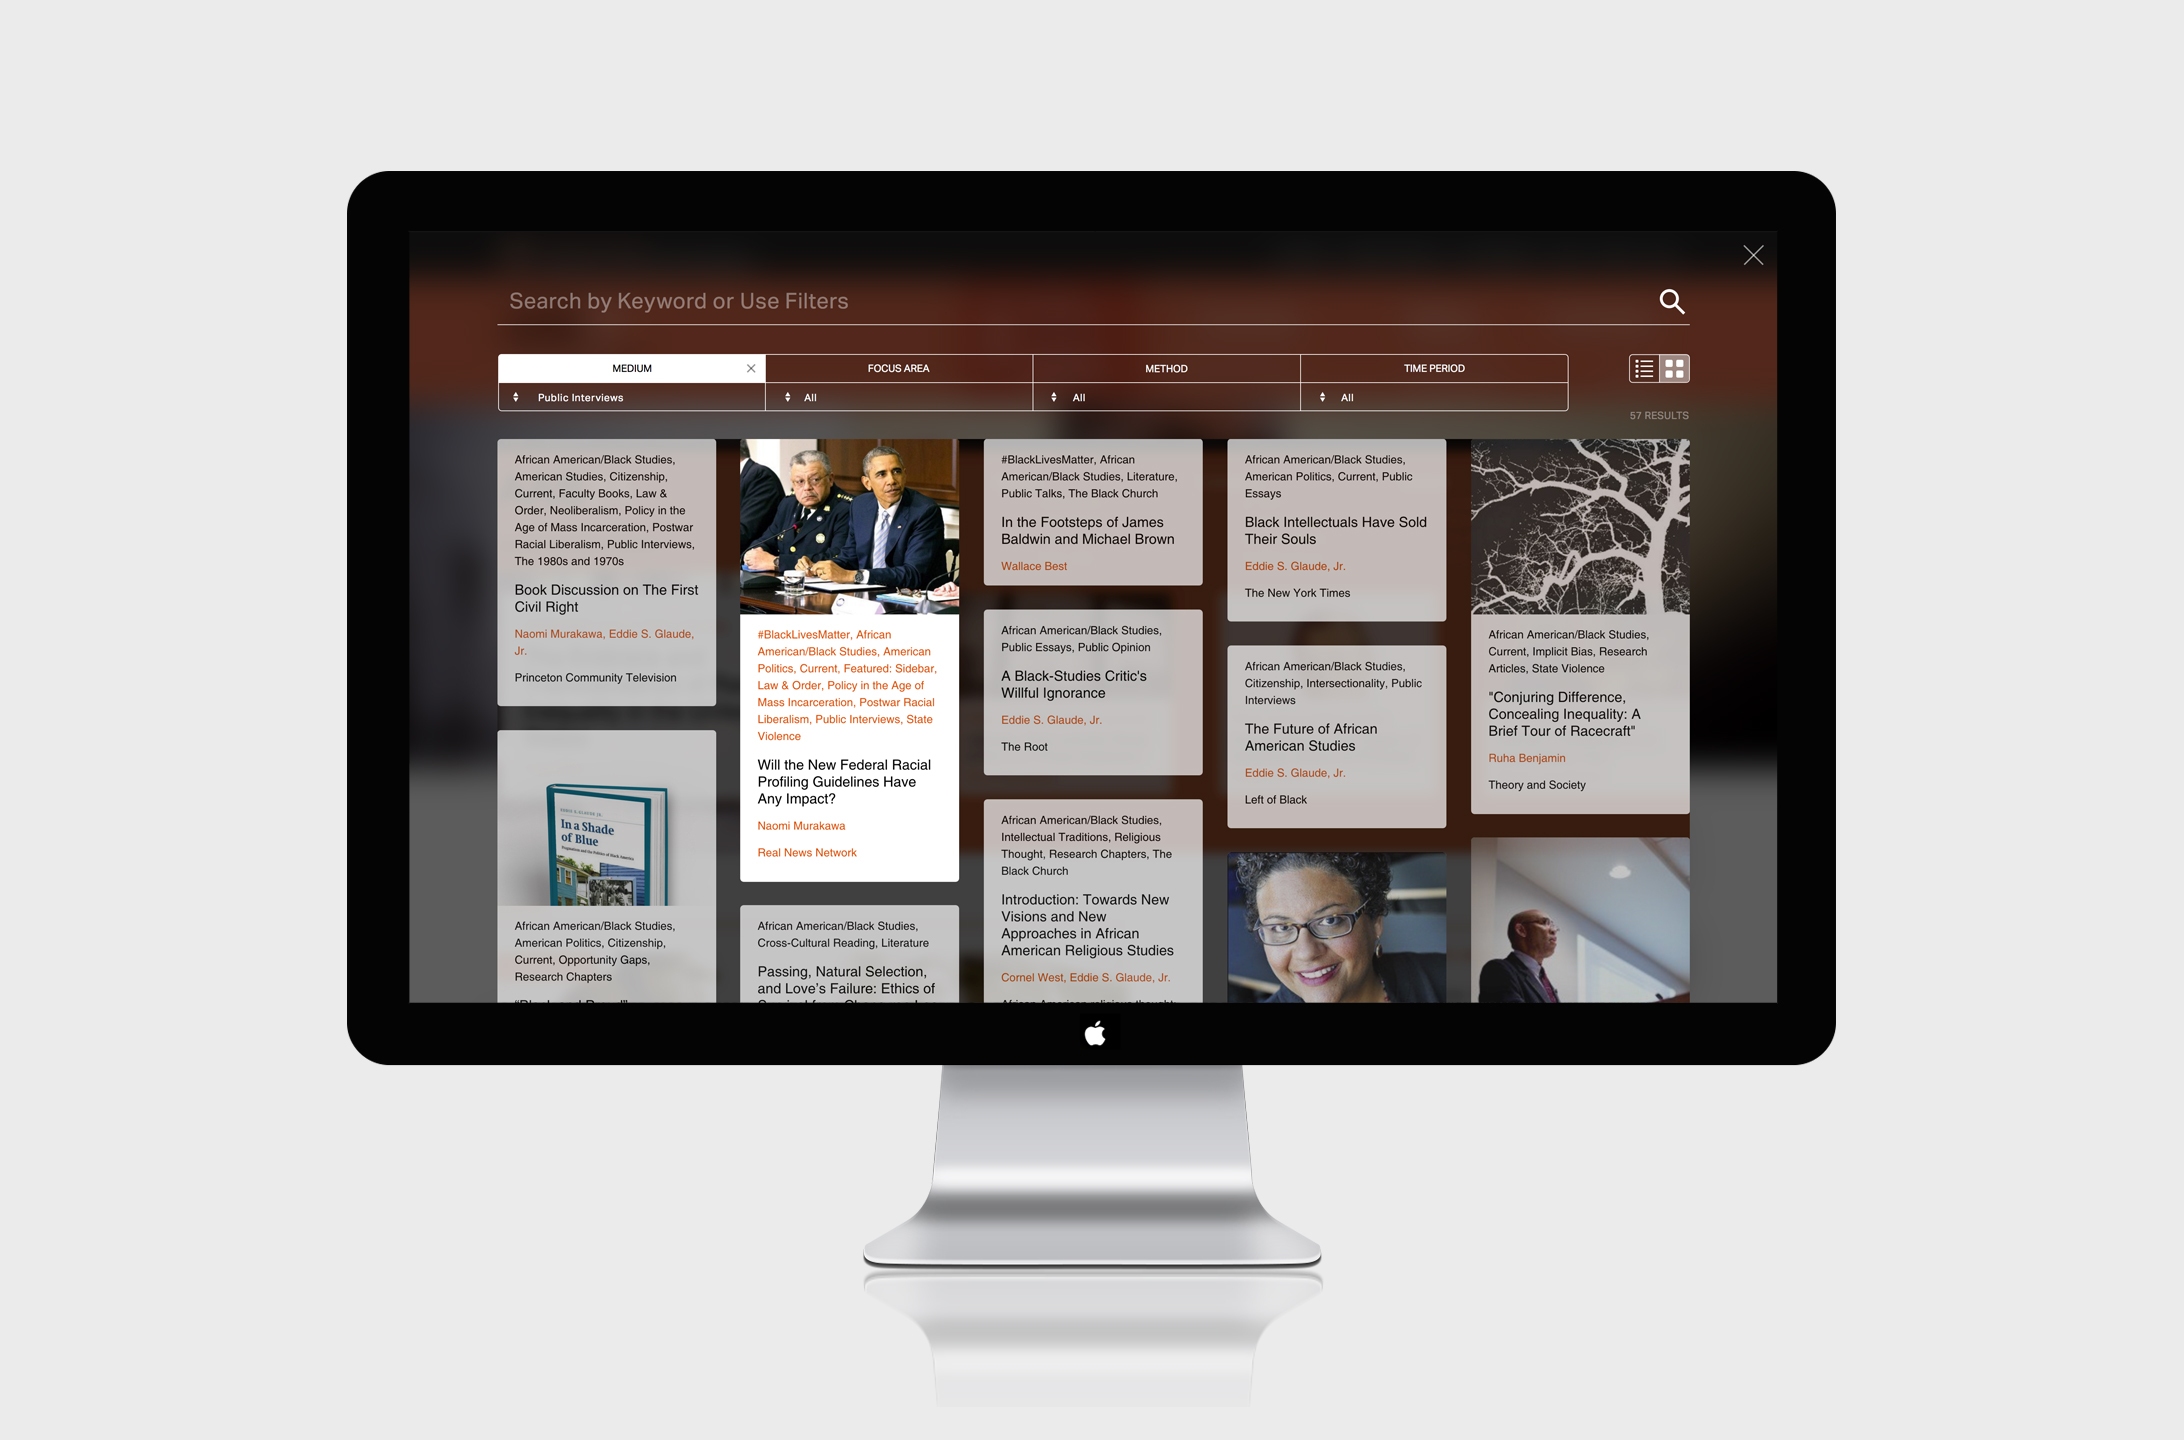 Search by Keyword or Use Filters
MEDIUM
FOCUS AREA
METHOD
TIME PERIOD
Public Interviews
All
All
All
57 RESULTS
African American/Black Studies,
American Studies, Citizenship,
Current, Faculty Books, Law &
Order, Neoliberalism, Policy in the
Age of Mass Incarceration, Postwar
Racial Liberalism, Public Interviews,
The 1980s and 1970s
Book Discussion on The First
Civil Right
Naomi Murakawa, Eddie S. Glaude,
Jr.
Princeton Community Television
EDDIE S. GLAUDE JR.
In a Shade
of Blue
Pragmatism and the Politics of Black America
African American/Black Studies,
American Politics, Citizenship,
Current, Opportunity Gaps,
Research Chapters
#BlackLivesMatter, African
American/Black Studies, American
Politics, Current, Featured: Sidebar,
Law & Order, Policy in the Age of
Mass Incarceration, Postwar Racial
Liberalism, Public Interviews, State
Violence
Will the New Federal Racial
Profiling Guidelines Have
Any Impact?
Naomi Murakawa
Real News Network
African American/Black Studies,
Cross-Cultural Reading, Literature
Passing, Natural Selection,
and Love's Failure: Ethics of
#BlackLivesMatter, African
American/Black Studies, Literature,
Public Talks, The Black Church
In the Footsteps of James
Baldwin and Michael Brown
Wallace Best
African American/Black Studies,
Public Essays, Public Opinion
A Black-Studies Critic's
Willful Ignorance
Eddie S. Glaude, Jr.
The Root
African American/Black Studies,
Intellectual Traditions, Religious
Thought, Research Chapters, The
Black Church
Introduction: Towards New
Visions and New
Approaches in African
American Religious Studies
Cornel West, Eddie S. Glaude, Jr.
African American religious thought
African American/Black Studies,
American Politics, Current, Public
Essays
Black Intellectuals Have Sold
Their Souls
Eddie S. Glaude, Jr.
The New York Times
African American/Black Studies,
Citizenship, Intersectionality, Public
Interviews
The Future of African
American Studies
Eddie S. Glaude, Jr.
Left of Black
African American/Black Studies,
Current, Implicit Bias, Research
Articles, State Violence
"Conjuring Difference,
Concealing Inequality: A
Brief Tour of Racecraft"
Ruha Benjamin
Theory and Society